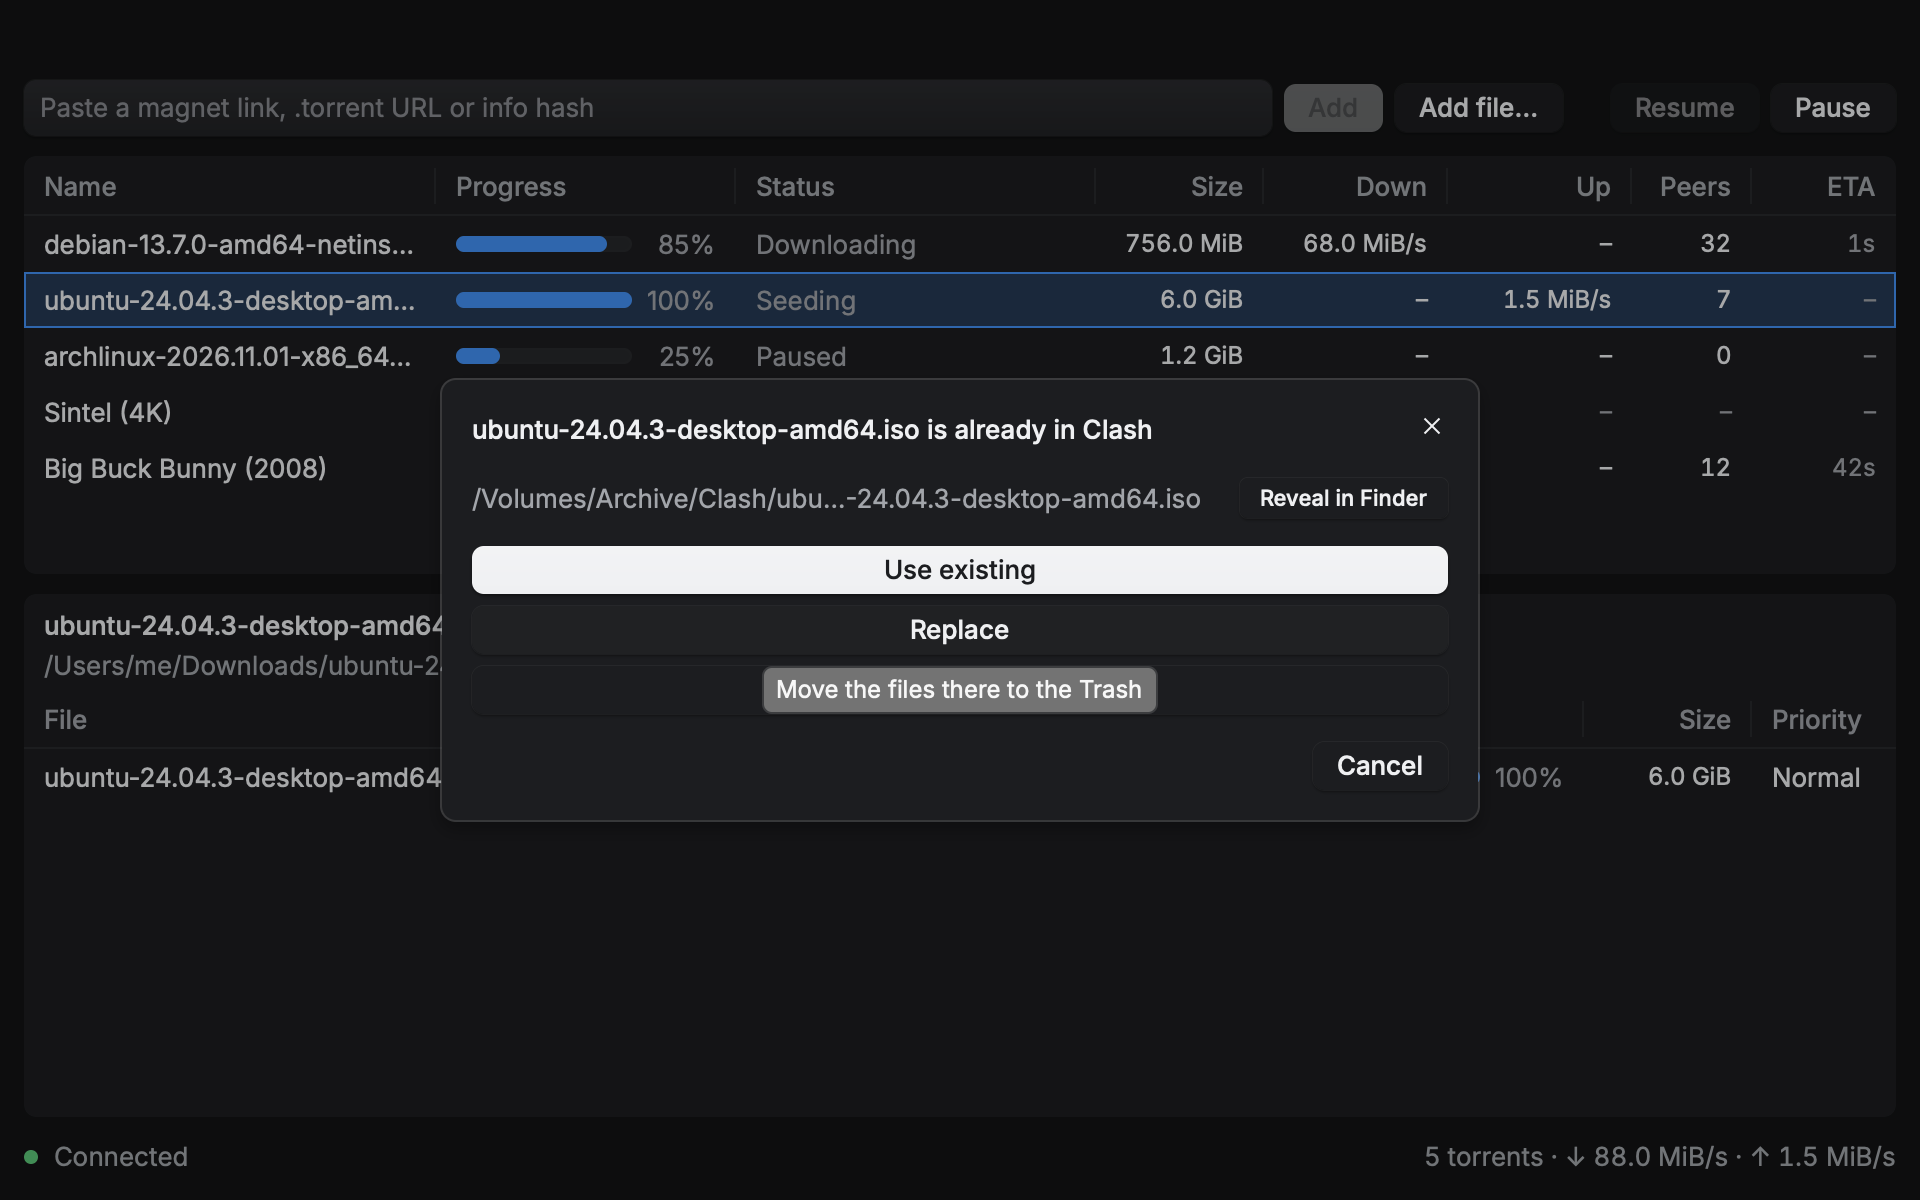 Paste a magnet link, .torrent URL or info hash Add Add file... Resume Pause
Name Progress Status Size Down Up Peers ETA
debian-13.7.0-amd64-netins... 85% Downloading 756.0 MiB 68.0 MiB/s – 32 1s
ubuntu-24.04.3-desktop-am... 100% Seeding 6.0 GiB – 1.5 MiB/s 7 –
archlinux-2026.11.01-x86_64... 25% Paused 1.2 GiB – – 0 –
Sintel (4K) – – –
Big Buck Bunny (2008) – 12 42s
ubuntu-24.04.3-desktop-amd64.iso is already in Clash
/Volumes/Archive/Clash/ubu...-24.04.3-desktop-amd64.iso Reveal in Finder
Use existing
Replace
Move the files there to the Trash
Cancel
ubuntu-24.04.3-desktop-amd64
/Users/me/Downloads/ubuntu-2
File Size Priority
ubuntu-24.04.3-desktop-amd64 100% 6.0 GiB Normal
Connected 5 torrents · ↓ 88.0 MiB/s · ↑ 1.5 MiB/s